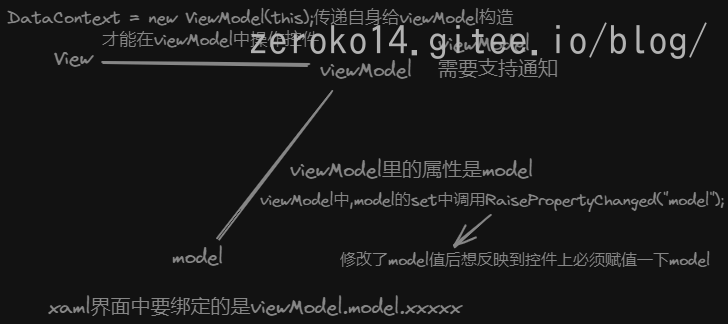 DataContext = new ViewModel(this);传递自身给viewModel构造
才能在viewModel中操作控件
zeroko14.gitee.io/blog/
View
viewModel
需要支持通知
viewModel里的属性是model
viewModel中,model的set中调用RaisePropertyChanged("model");
model
修改了model值后想反映到控件上必须赋值一下model
xaml界面中要绑定的是viewModel.model.xxxxx